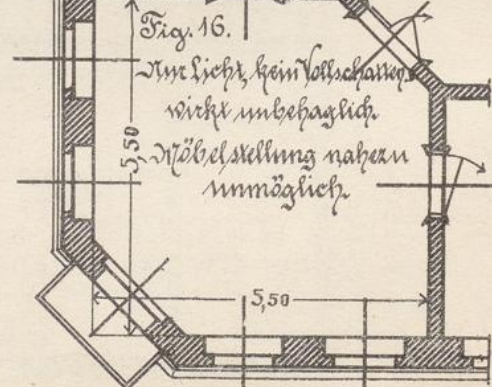 Fig. 16.
Nur Licht, kein Vollschatten,
wirkt unbehaglich.
Möbelstellung nahezu
unmöglich.
5,50
5,50